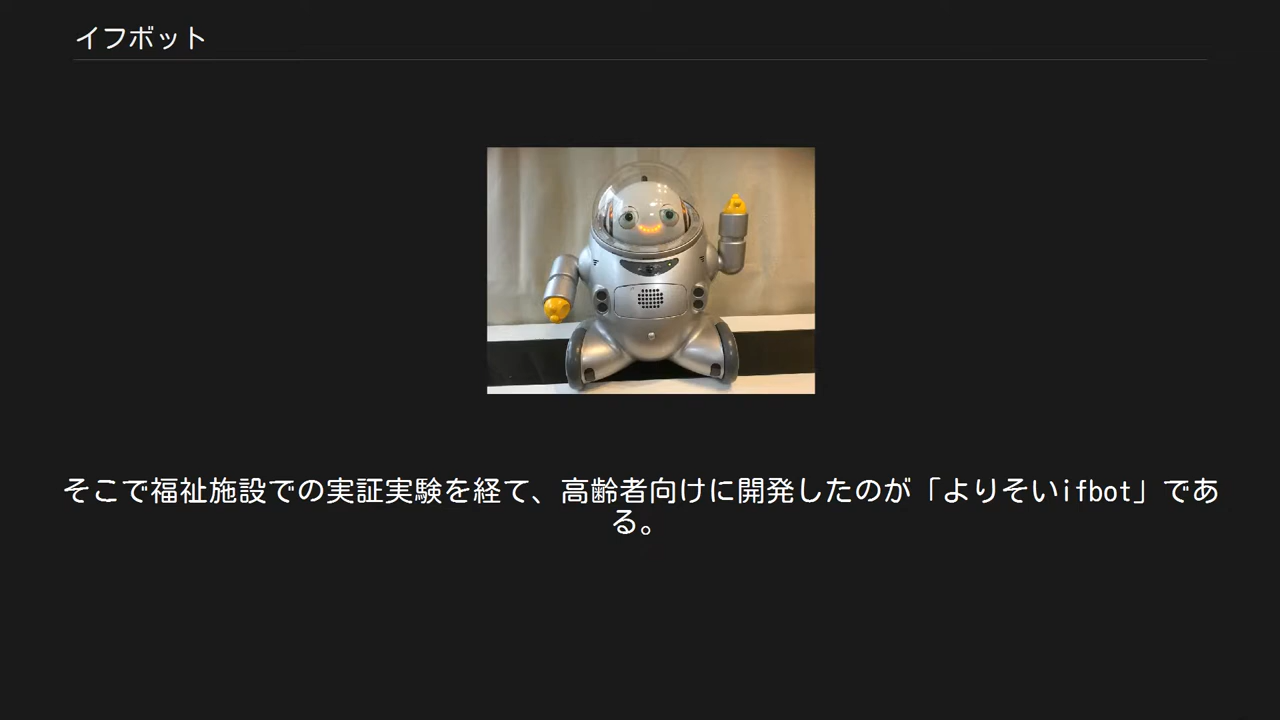 イフボット
そこで福祉施設での実証実験を経て、高齢者向けに開発したのが「よりそいifbot」であ
る。